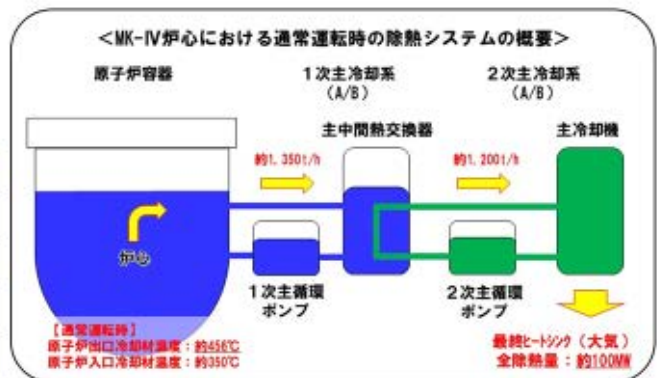 ＜MK-Ⅳ炉心における通常運転時の除熱システムの概要＞
原子炉容器
1次主冷却系
(A/B)
2次主冷却系
(A/B)
主中間熱交換器
主冷却機
約1,350t/h
約1,200t/h
炉心
1次主循環
ポンプ
2次主循環
ポンプ
【通常運転時】
原子炉出口冷却材温度：約456℃
原子炉入口冷却材温度：約350℃
最終ヒートシンク（大気）
全除熱量：約100MW